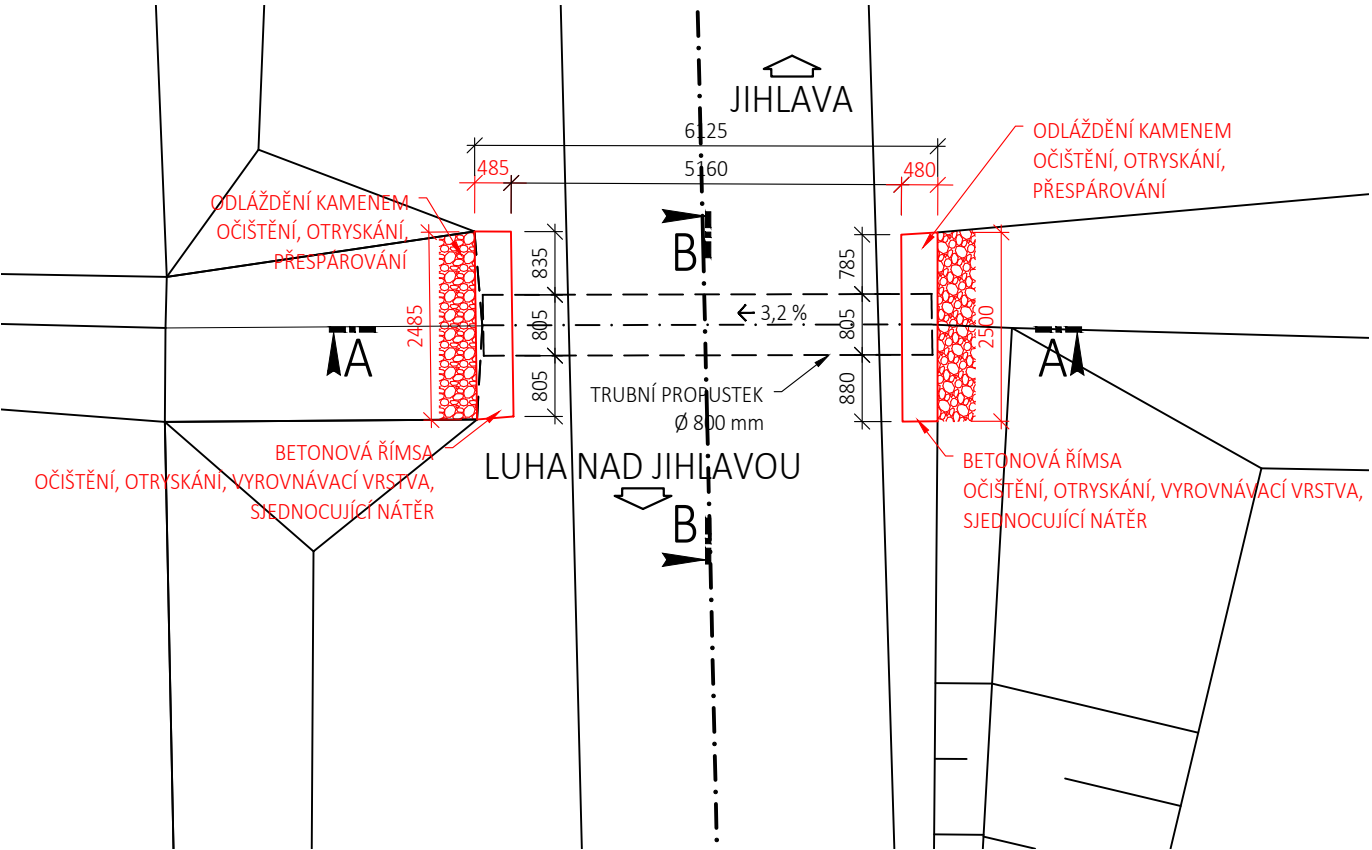 JIHLAVA
6125
485
5160
480
ODLÁŽDĚNÍ KAMENEM
OČIŠTĚNÍ, OTRYSKÁNÍ,
PŘESPÁROVÁNÍ
ODLÁŽDĚNÍ KAMENEM
OČIŠTĚNÍ, OTRYSKÁNÍ,
PŘESPÁROVÁNÍ
B
835
785
2485
805
3,2 %
805
2500
A
A
805
TRUBNÍ PROPUSTEK
Ø 800 mm
880
BETONOVÁ ŘÍMSA
OČIŠTĚNÍ, OTRYSKÁNÍ, VYROVNÁVACÍ VRSTVA,
SJEDNOCUJÍCÍ NÁTĚR
LUHA NAD JIHLAVOU
BETONOVÁ ŘÍMSA
OČIŠTĚNÍ, OTRYSKÁNÍ, VYROVNÁVACÍ VRSTVA,
SJEDNOCUJÍCÍ NÁTĚR
B